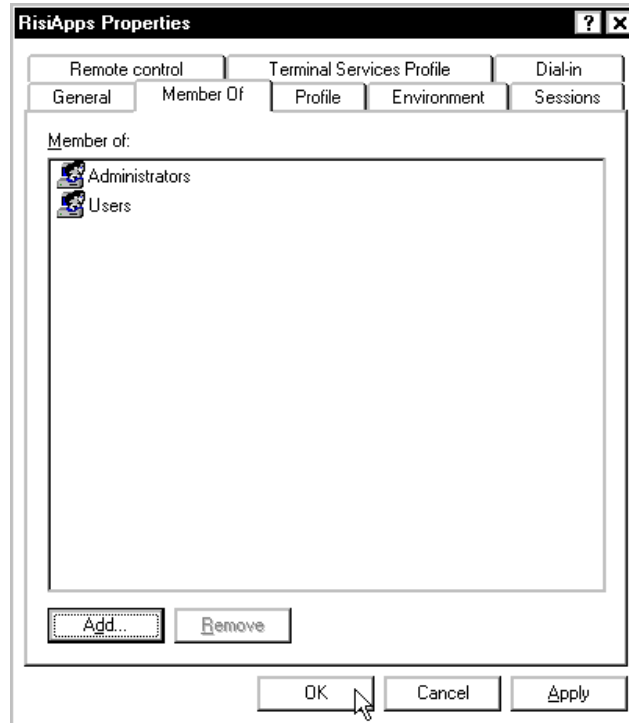 RisiApps Properties
Remote control Terminal Services Profile Dial-in
General Member Of Profile Environment Sessions
Member of:
Administrators
Users
Add... Remove
OK Cancel Apply